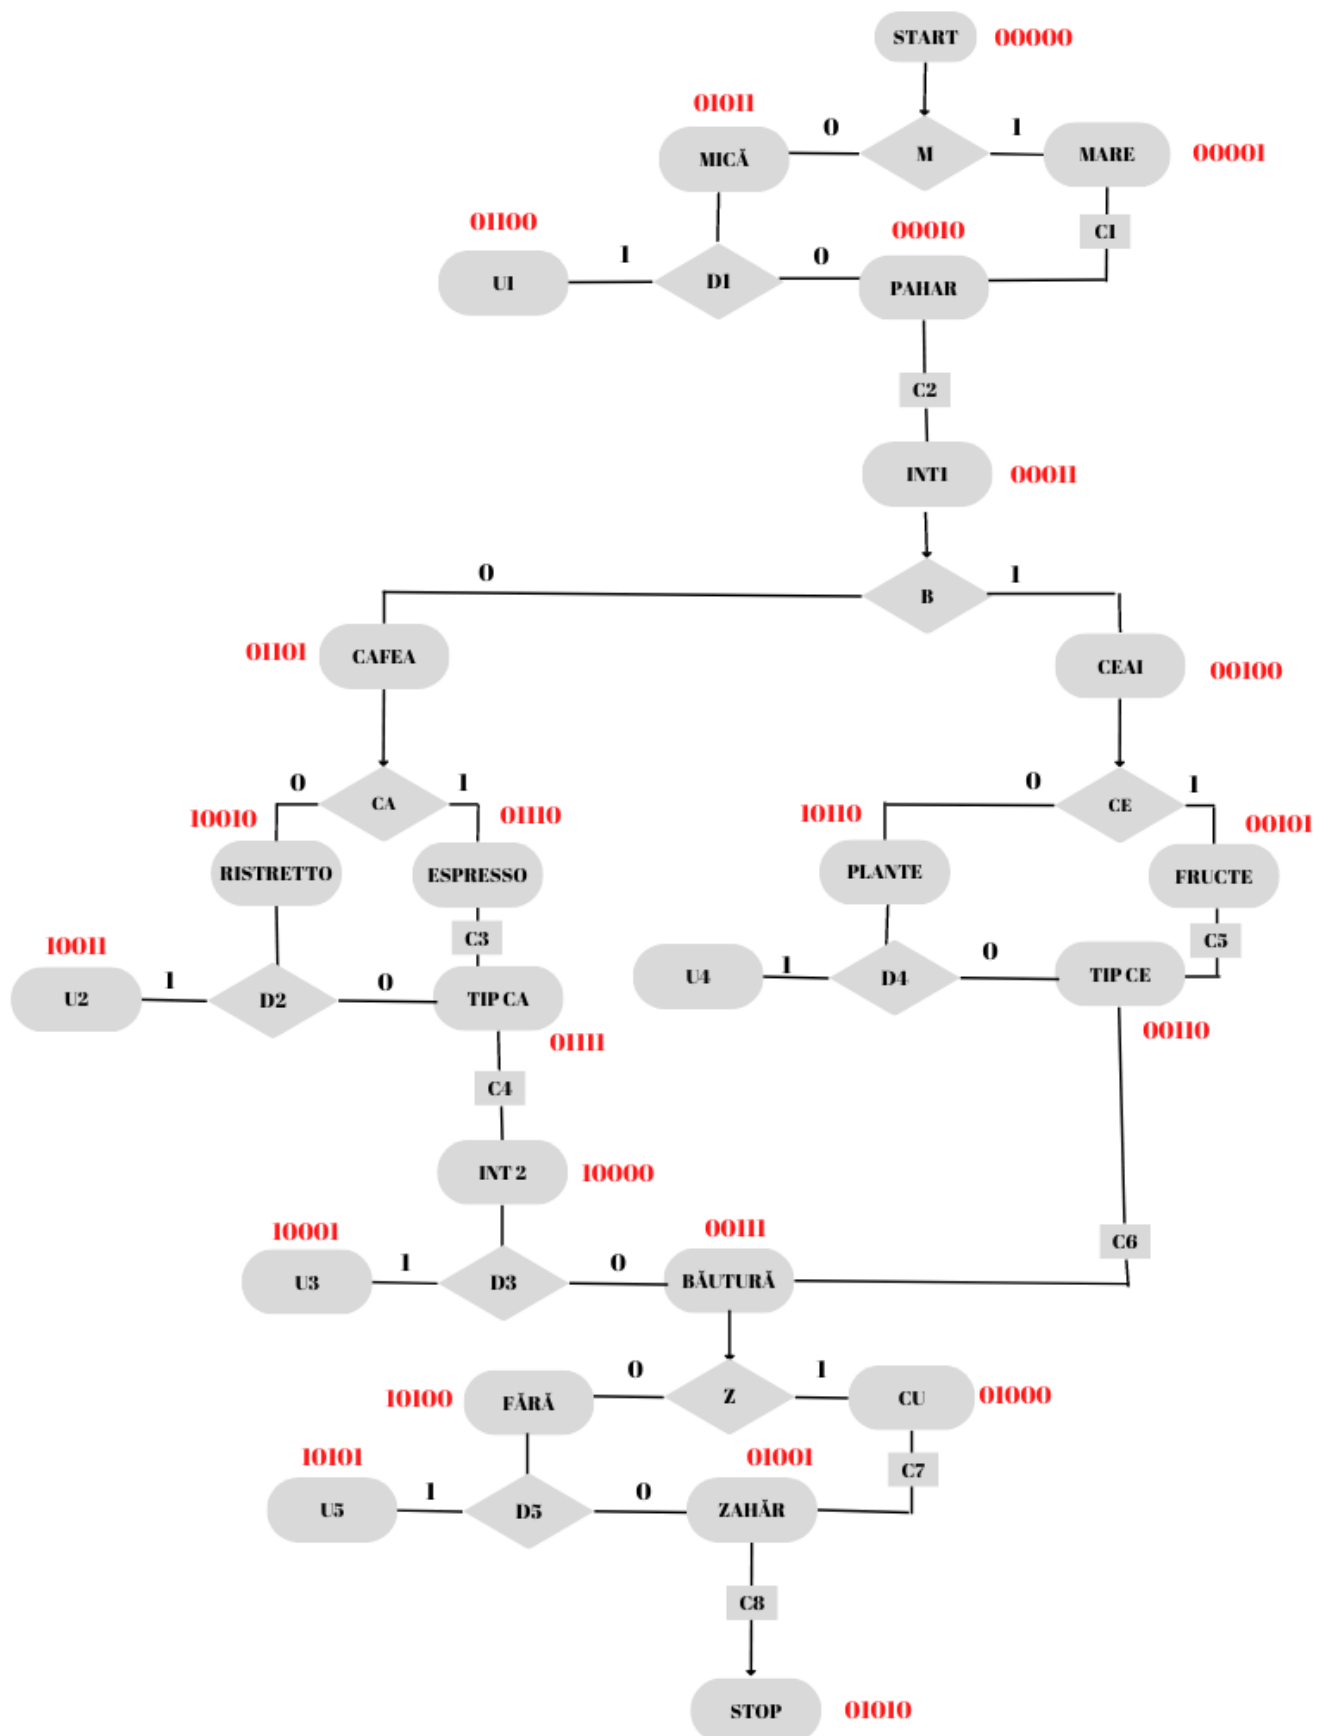 START 00000
01011
0 1
MICĂ M MARE 00001
01100 00010 C1
1 0
U1 D1 PAHAR
C2
INT1 00011
0 1
B
01101 CAFEA CEAI 00100
0 1 0 1
CA CE
10010 01110 10110 00101
RISTRETTO ESPRESSO PLANTE FRUCTE
10011 C3 C5
1 0 1 0
U2 D2 TIP CA U4 D4 TIP CE
01111 00110
C4
INT 2 10000
10001 00111 C6
1 0
U3 D3 BĂUTURĂ
0 1
10100 FĂRĂ Z CU 01000
10101 01001 C7
1 0
U5 D5 ZAHĂR
C8
STOP 01010